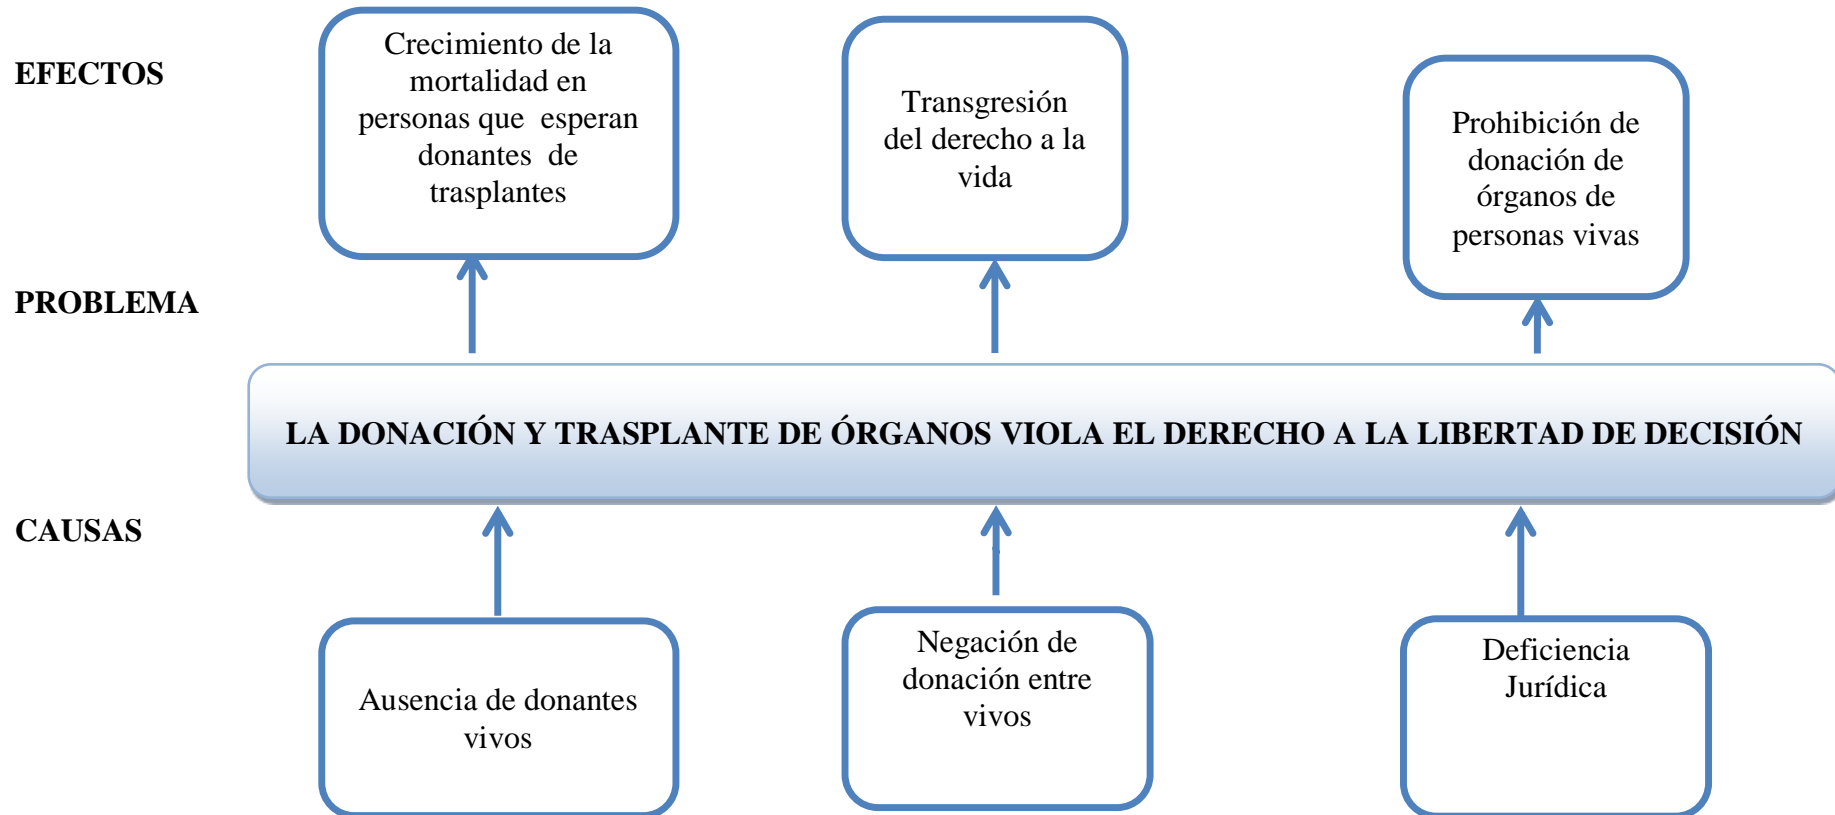 EFECTOS
Crecimiento de la
mortalidad en
personas que esperan
donantes de
trasplantes
Transgresión
del derecho a la
vida
Prohibición de
donación de
órganos de
personas vivas
PROBLEMA
LA DONACIÓN Y TRASPLANTE DE ÓRGANOS VIOLA EL DERECHO A LA LIBERTAD DE DECISIÓN
CAUSAS
Ausencia de donantes
vivos
Negación de
donación entre
vivos
Deficiencia
Jurídica